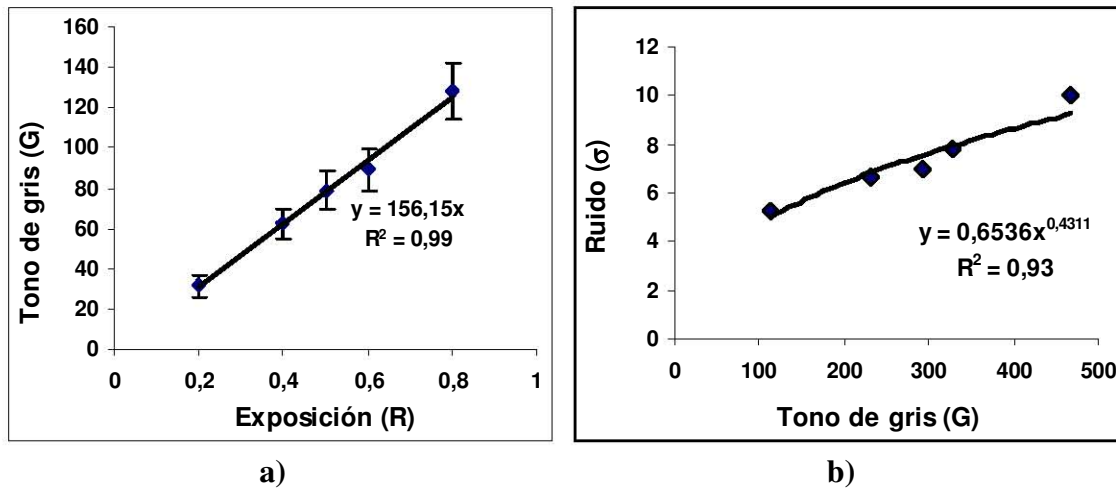 Tono de gris (G)
160
140
120
100
80
60
40
20
0
y = 156,15x
R² = 0,99
0 0,2 0,4 0,6 0,8 1
Exposición (R)
a)
Ruido (σ)
12
10
8
6
4
2
0
y = 0,6536x^0,4311
R² = 0,93
0 100 200 300 400 500
Tono de gris (G)
b)